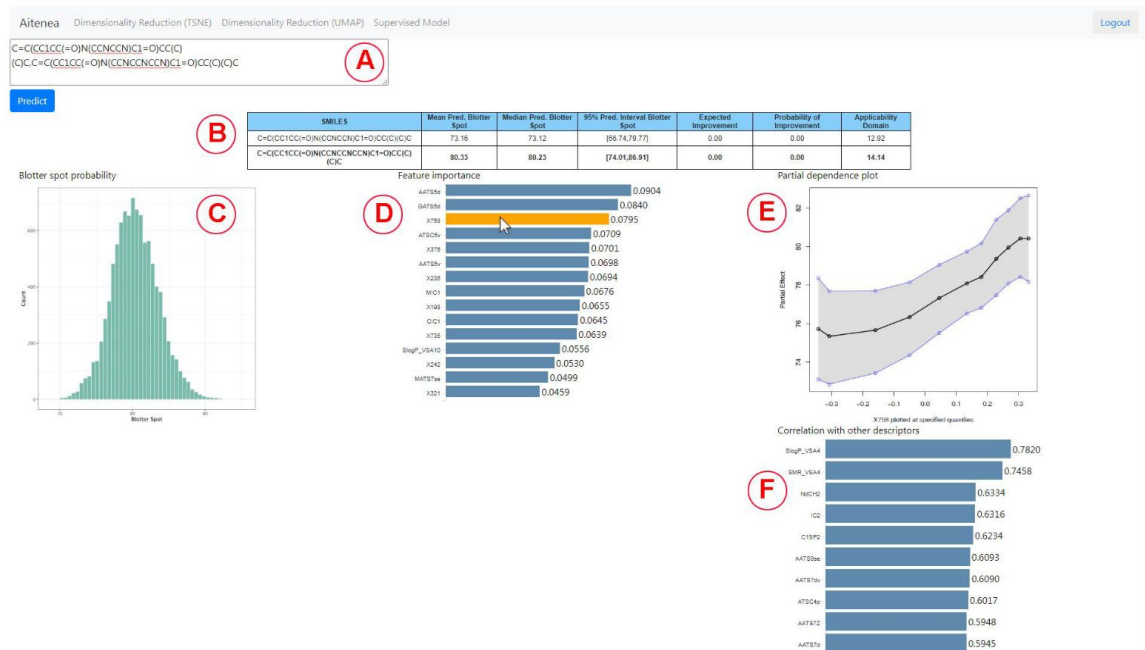 Aitenea Dimensionality Reduction (TSNE) Dimensionality Reduction (UMAP) Supervised Model Logout
C=C(CC1CC(=O)N(CCNCCN)C1=O)CC(C)
(C)C,C=C(CC1CC(=O)N(CCNCCNCCN)C1=O)CC(C)(C)C
A
Predict
B
SMILES Mean Pred. Blotter Spot Median Pred. Blotter Spot 95% Pred. Interval Blotter Spot Expected Improvement Probability of Improvement Applicability Domain
C=C(CC1CC(=O)N(CCNCCN)C1=O)CC(C)(C)C 73.16 73.12 [66.74,79.77] 0.00 0.00 12.92
C=C(CC1CC(=O)N(CCNCCNCCN)C1=O)CC(C)(C)C 80.33 80.23 [74.01,86.91] 0.00 0.00 14.14
Blotter spot probability
C
Count
600
400
200
0
70 80 90
Blotter Spot
Feature importance
D
AATS5d 0.0904
GATS5d 0.0840
X758 0.0795
ATSC5v 0.0709
X376 0.0701
AATS5v 0.0698
X235 0.0694
MIC1 0.0676
X198 0.0655
CIC1 0.0645
X735 0.0639
SlogP_VSA10 0.0556
X242 0.0530
MATS7se 0.0499
X321 0.0459
Partial dependence plot
E
Partial Effect
82
80
78
76
74
-0.3 -0.2 -0.1 0.0 0.1 0.2 0.3
X758 plotted at specified quantiles
Correlation with other descriptors
F
SlogP_VSA4 0.7820
SMR_VSA4 0.7458
NdCH2 0.6334
IC2 0.6316
C1SP2 0.6234
AATS6se 0.6093
AATS7dv 0.6090
ATSC4p 0.6017
AATS7Z 0.5948
AATS7d 0.5945